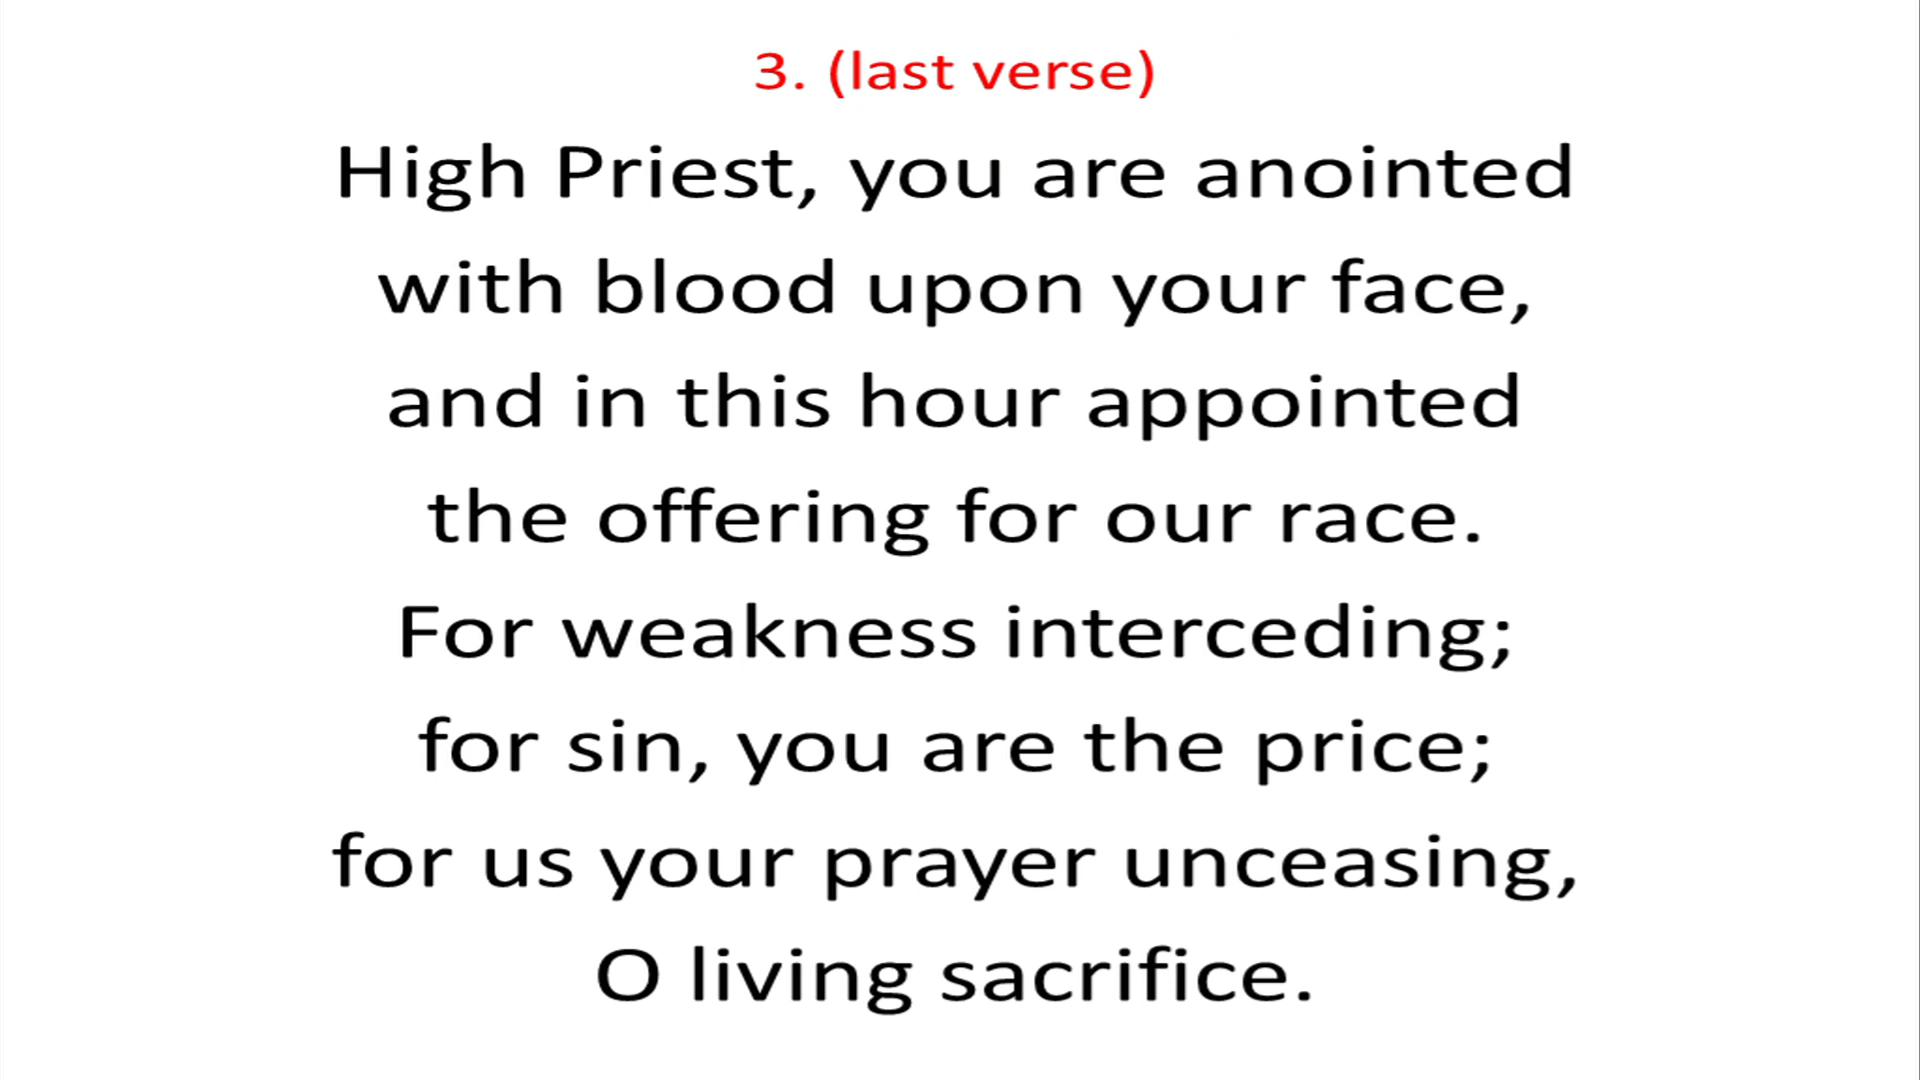 3. (last verse)
High Priest, you are anointed
with blood upon your face,
and in this hour appointed
the offering for our race.
For weakness interceding;
for sin, you are the price;
for us your prayer unceasing,
O living sacrifice.